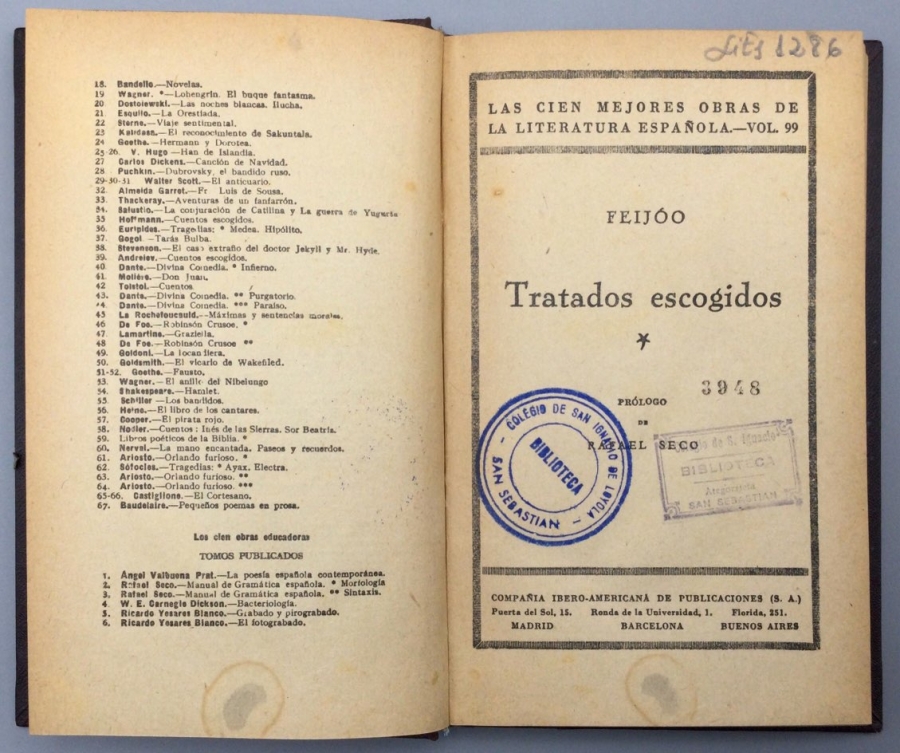 18. Bandello.—Novelas.
19 Wagner. *—Lohengrin. El buque fantasma.
20 Dostoiewski.—Las noches blancas. Ilucha.
21 Esquilo.—La Orestiada.
22 Sterne.—Viaje sentimental.
23 Kalidasa.—El reconocimiento de Sakuntala.
24 Goethe.—Hermann y Dorotea.
25-26. V. Hugo—Han de Islandia.
27 Carlos Dickens.—Canción de Navidad.
28 Puchkin.—Dubrovsky, el bandido ruso.
29-30-31 Walter Scott.—El anticuario.
32. Almeida Garret.—Fr. Luis de Sousa.
33. Thackeray.—Aventuras de un fanfarrón.
34. Salustio.—La conjuración de Catilina y La guerra de Yugurta
35 Hoffmann.—Cuentos escogidos.
36. Eurípides.—Tragedias: * Medea. Hipólito.
37. Gogol —Tarás Bulba.
38. Stevenson.—El caso extraño del doctor Jekyll y Mr. Hyde.
39. Andreiev.—Cuentos escogidos.
40. Dante.—Divina Comedia. * Infierno.
41. Molière.—Don Juan.
42 Tolstoi.—Cuentos.
43. Dante.—Divina Comedia. ** Purgatorio.
44. Dante.—Divina Comedia. *** Paraíso.
45 La Rochefoucauld.—Máximas y sentencias morales.
46 De Foe.—Robinsón Crusoe. *
47. Lamartine.—Graziella.
48 De Foe.—Robinsón Crusoe **
49. Goldoni.—La locandiera.
50. Goldsmith.—El vicario de Wakefiled.
51-52. Goethe.—Fausto.
53. Wagner.—El anillo del Nibelungo
54. Shakespeare.—Hamlet.
55. Schiller—Los bandidos.
56. Heine.—El libro de los cantares.
57. Cooper.—El pirata rojo.
58. Nodier.—Cuentos: Inés de las Sierras. Sor Beatriz.
59. Libros poéticos de la Biblia. *
60. Nerval.—La mano encantada. Paseos y recuerdos.
61. Ariosto.—Orlando furioso. *
62. Sófocles.—Tragedias: * Ayax. Electra.
63. Ariosto.—Orlando furioso. **
64. Ariosto.—Orlando furioso. ***
65-66. Castiglione.—El Cortesano.
67. Baudelaire.—Pequeños poemas en prosa.
Los cien obras educadoras
TOMOS PUBLICADOS
1. Angel Valbuena Prat.—La poesía española contemporánea.
2. Rafael Seco.—Manual de Gramática española. * Morfología
3. Rafael Seco.—Manual de Gramática española. ** Sintaxis.
4. W. E. Carnegie Dickson.—Bacteriología.
5. Ricardo Yesares Blanco.—Grabado y pirograbado.
6. Ricardo Yesares Blanco.—El fotograbado.
Lits 1286
LAS CIEN MEJORES OBRAS DE
LA LITERATURA ESPAÑOLA.—VOL. 99
FEIJÓO
Tratados escogidos
*
3948
PRÓLOGO
DE
RAFAEL SECO
COLEGIO DE SAN IGNACIO DE LOYOLA
BIBLIOTECA
— SAN SEBASTIAN —
Colegio de S. Ignacio
BIBLIOTECA
SAN SEBASTIAN
COMPAÑIA IBERO-AMERICANA DE PUBLICACIONES (S. A.)
Puerta del Sol, 15. Ronda de la Universidad, 1. Florida, 251.
MADRID BARCELONA BUENOS AIRES